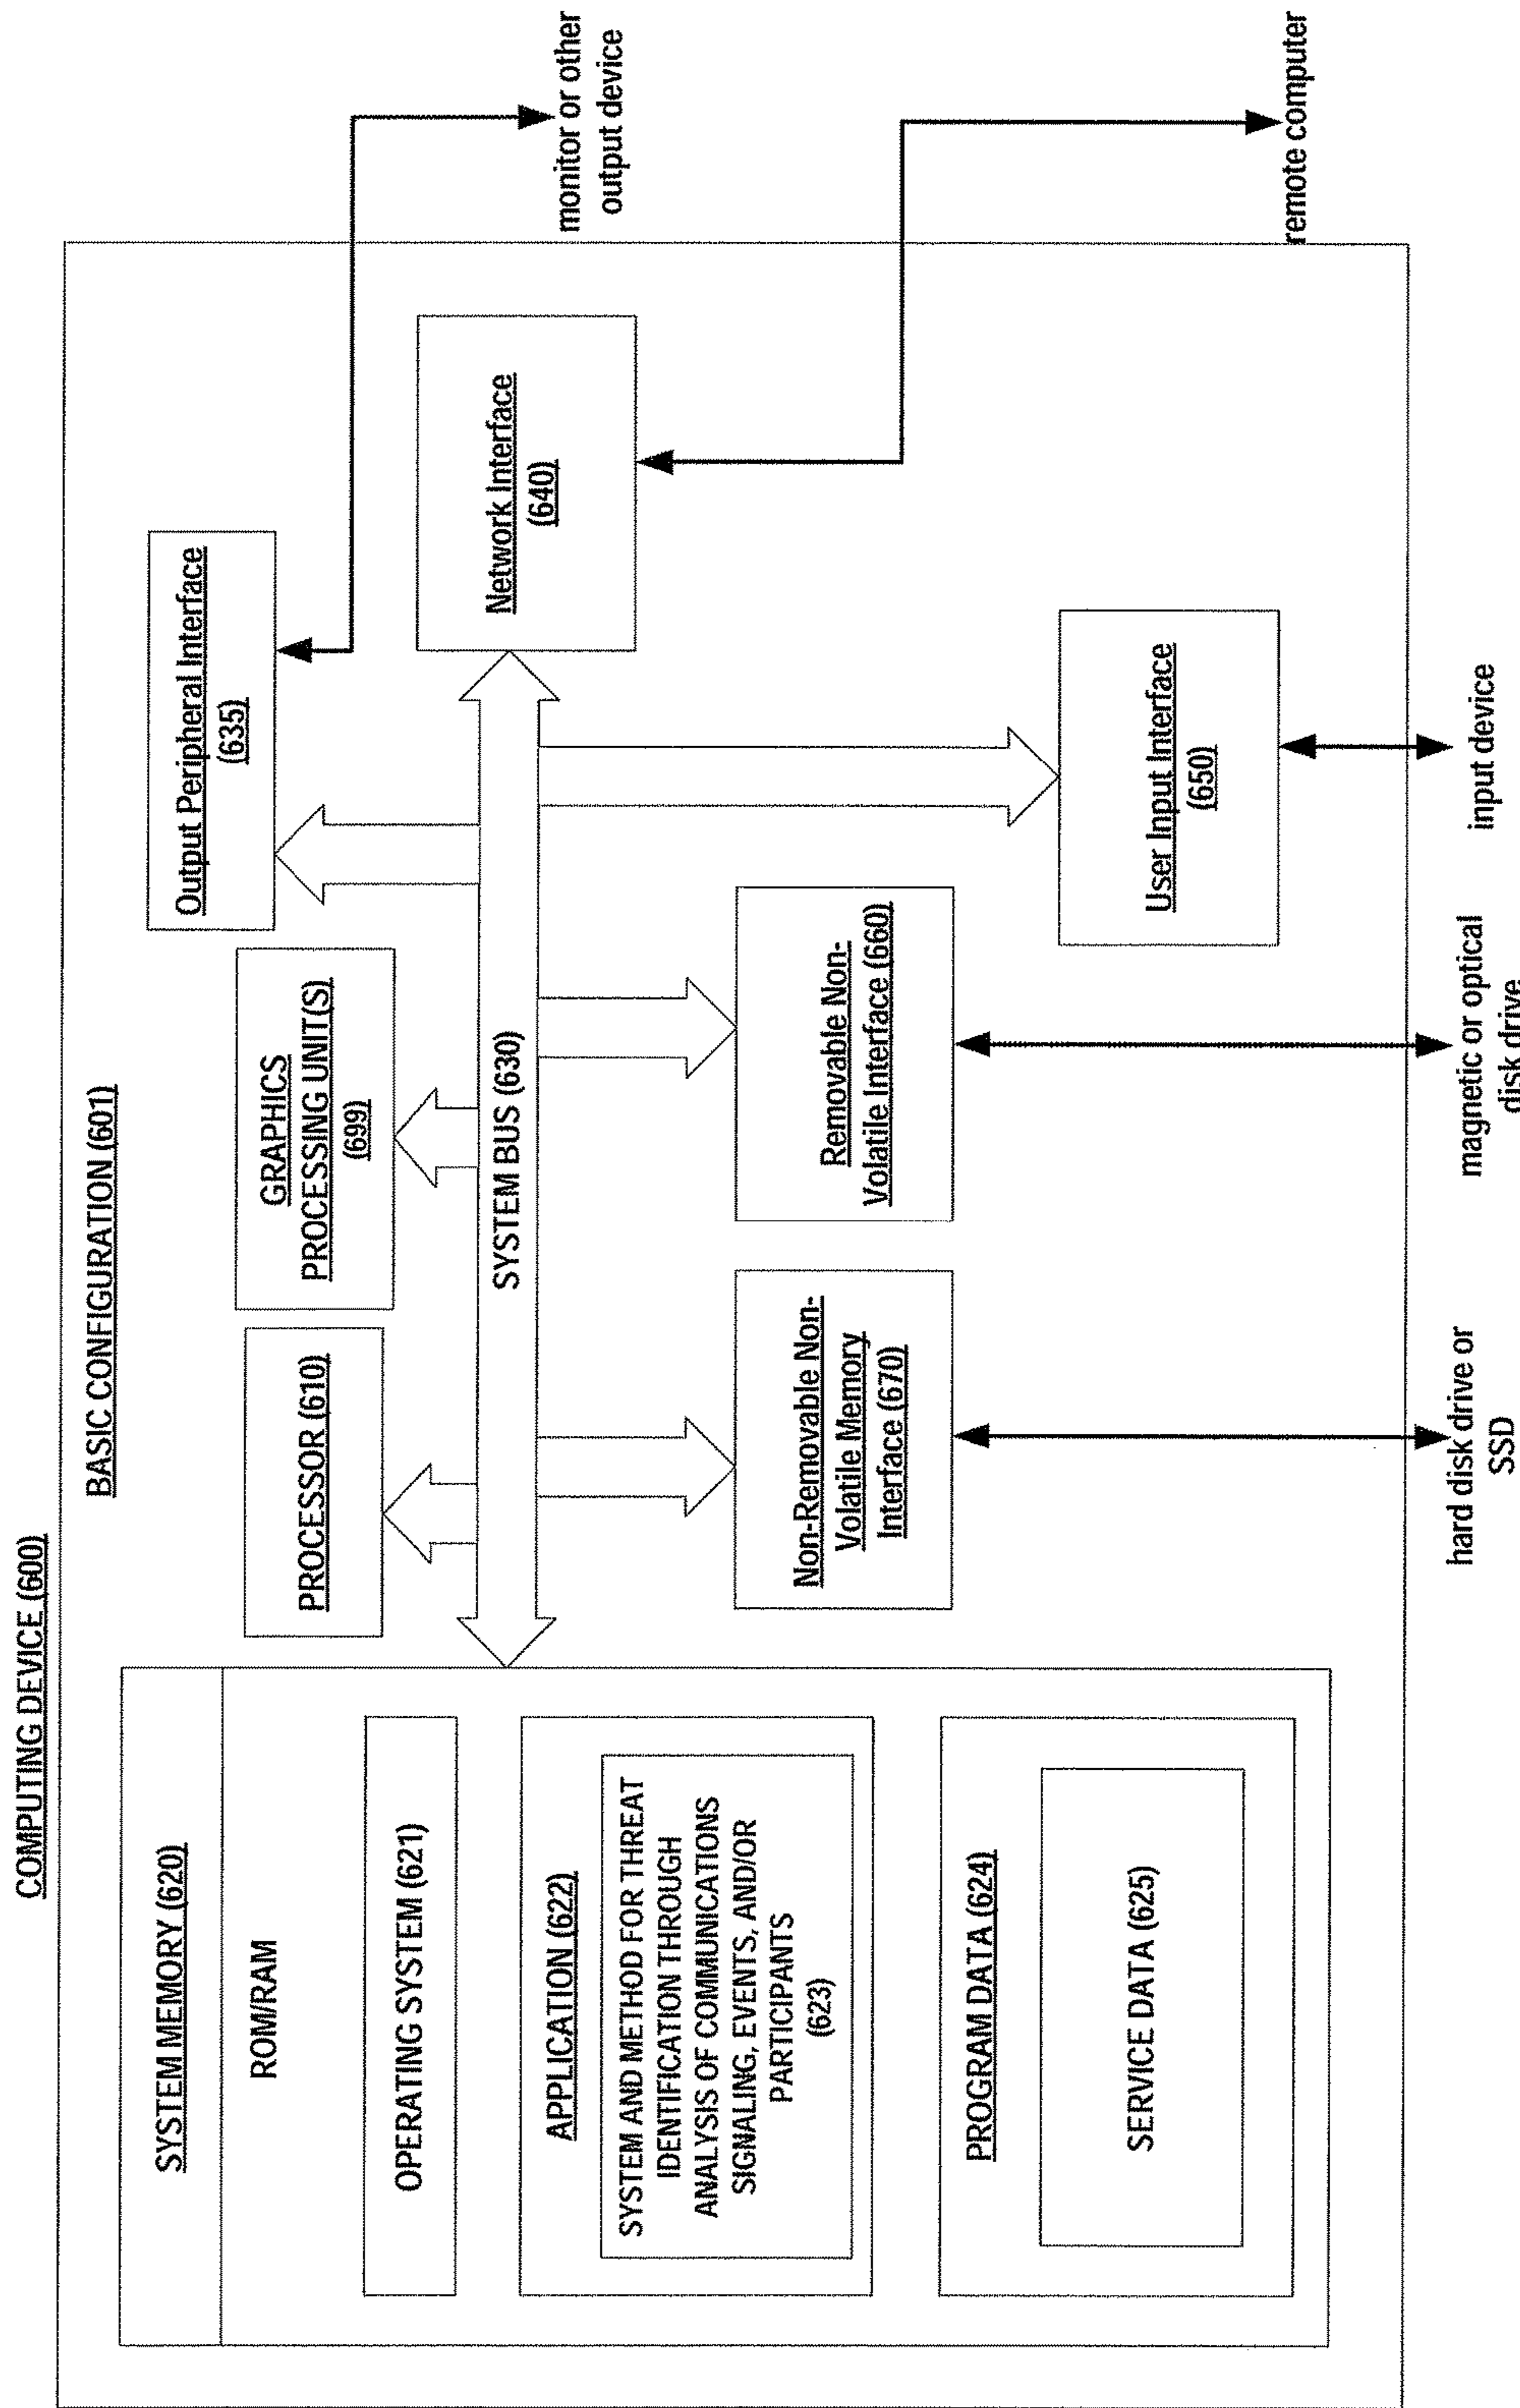 COMPUTING DEVICE (600)
BASIC CONFIGURATION (601)
SYSTEM MEMORY (620)
ROM/RAM
OPERATING SYSTEM (621)
APPLICATION (622)
SYSTEM AND METHOD FOR THREAT
IDENTIFICATION THROUGH
ANALYSIS OF COMMUNICATIONS
SIGNALING, EVENTS, AND/OR
PARTICIPANTS
(623)
PROGRAM DATA (624)
SERVICE DATA (625)
PROCESSOR (610)
GRAPHICS
PROCESSING UNIT(S)
(699)
Output Peripheral Interface
(635)
SYSTEM BUS (630)
Network Interface
(640)
Non-Removable Non-
Volatile Memory
Interface (670)
Removable Non-
Volatile Interface (660)
User Input Interface
(650)
monitor or other
output device
remote computer
hard disk drive or
SSD
magnetic or optical
disk drive
input device